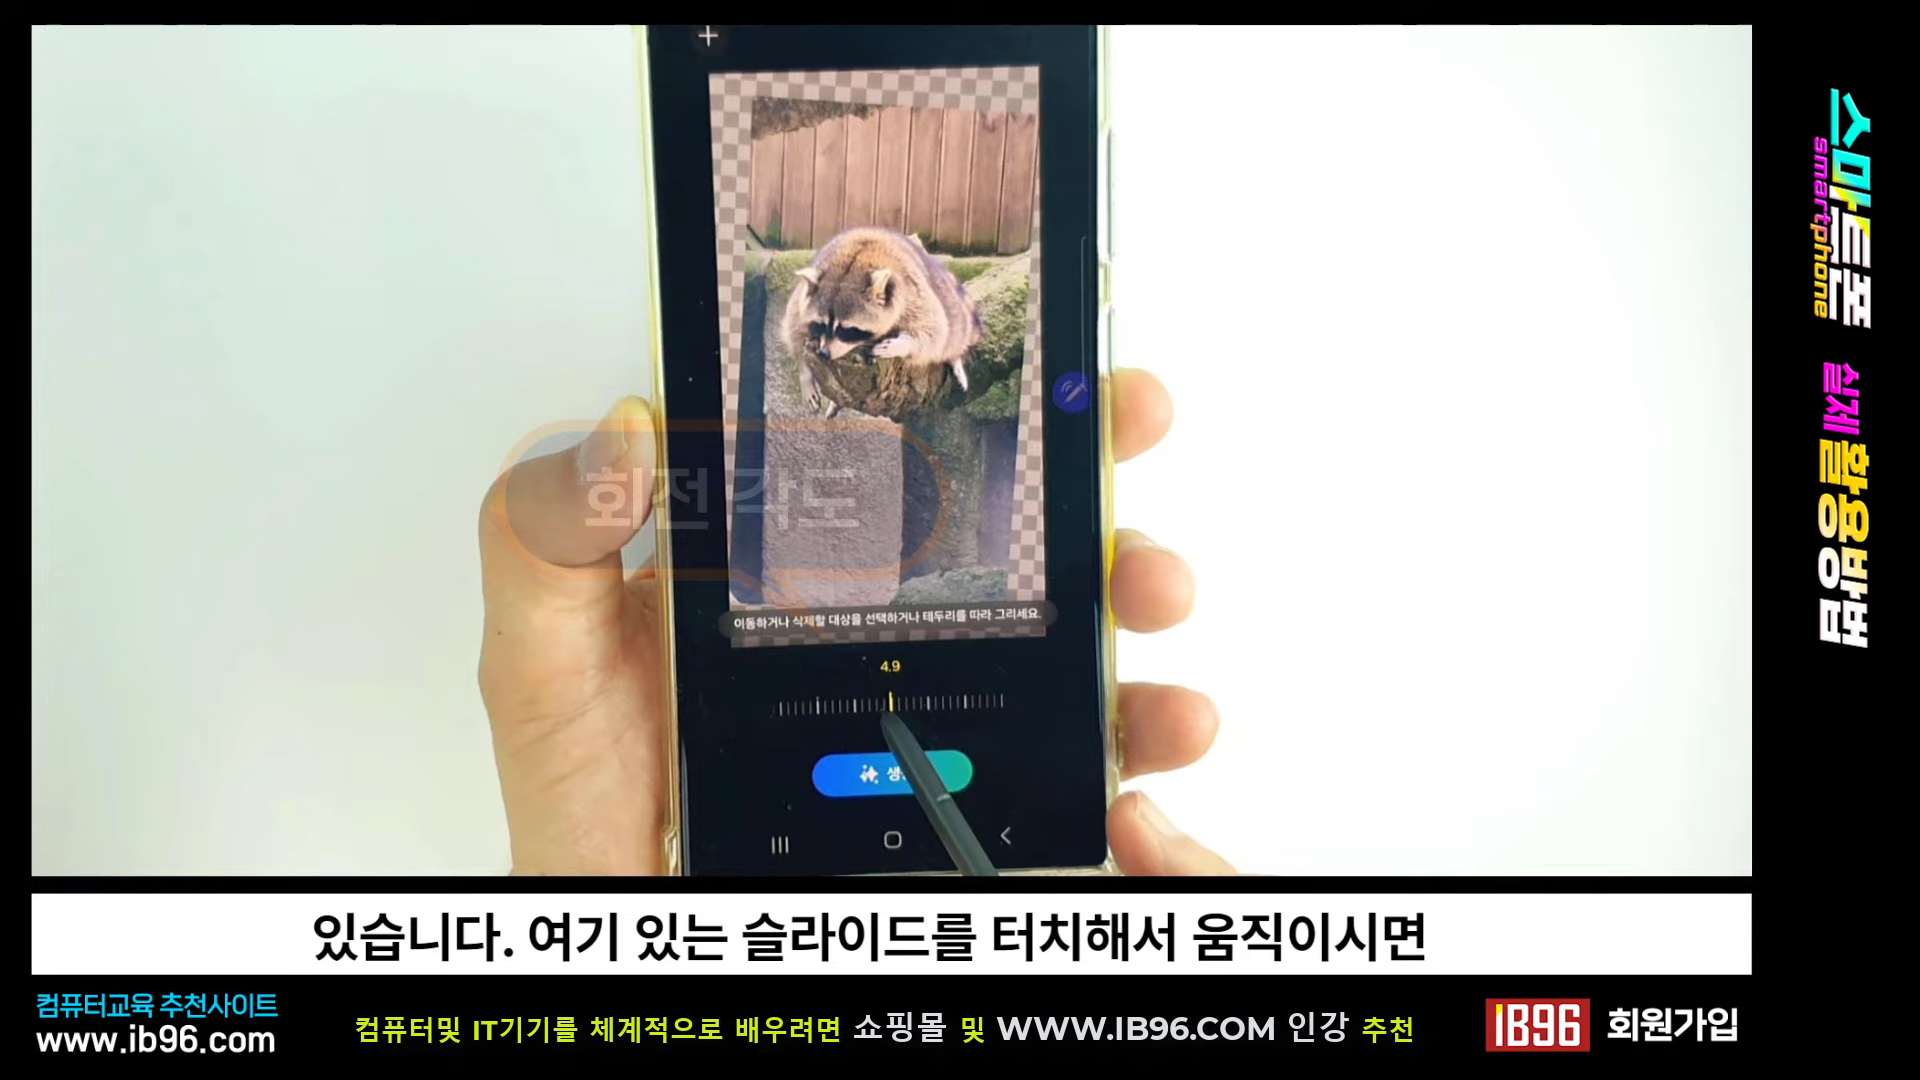 회전 각도
이동하거나 삭제할 대상을 선택하거나 테두리를 따라 그리세요.
4.9
있습니다. 여기 있는 슬라이드를 터치해서 움직이시면
컴퓨터교육 추천사이트
www.ib96.com
컴퓨터및 IT기기를 체계적으로 배우려면 쇼핑몰 및 WWW.IB96.COM 인강 추천
IB96 회원가입
스마트폰
smartphone
실제 활용방법